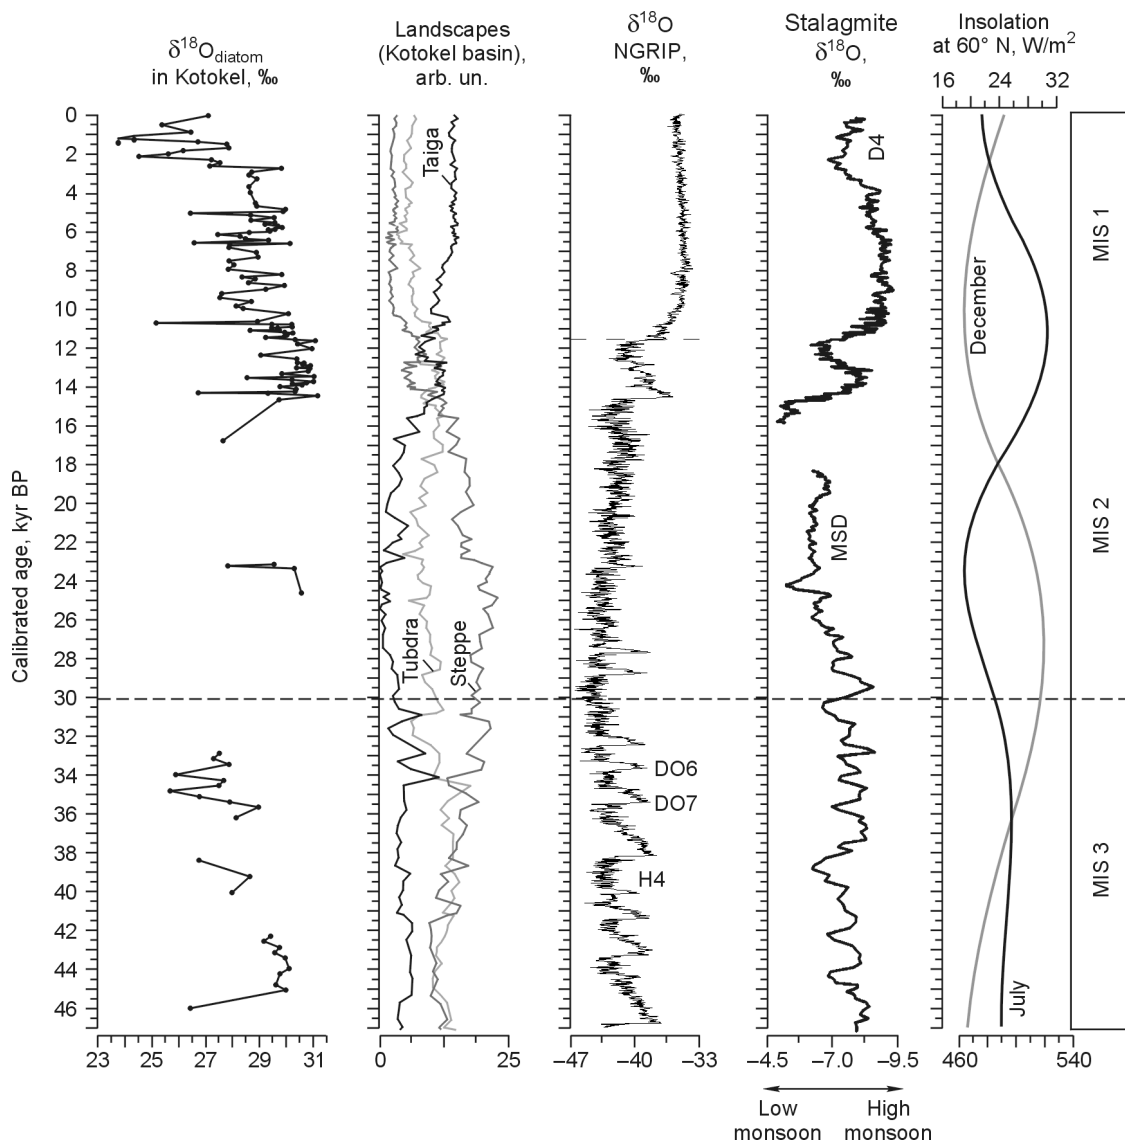 δ18Odiatom
in Kotokel, ‰
Landscapes
(Kotokel basin),
arb. un.
δ18O
NGRIP,
‰
Stalagmite
δ18O,
‰
Insolation
at 60° N, W/m2
16 24 32
Calibrated age, kyr BP
0
2
4
6
8
10
12
14
16
18
20
22
24
26
28
30
32
34
36
38
40
42
44
46
Taiga
Tubdra
Steppe
DO6
DO7
H4
D4
MSD
December
July
MIS 1
MIS 2
MIS 3
23 25 27 29 31
0 25
–47 –40 –33
–4.5 –7.0 –9.5
460 540
Low
monsoon
High
monsoon